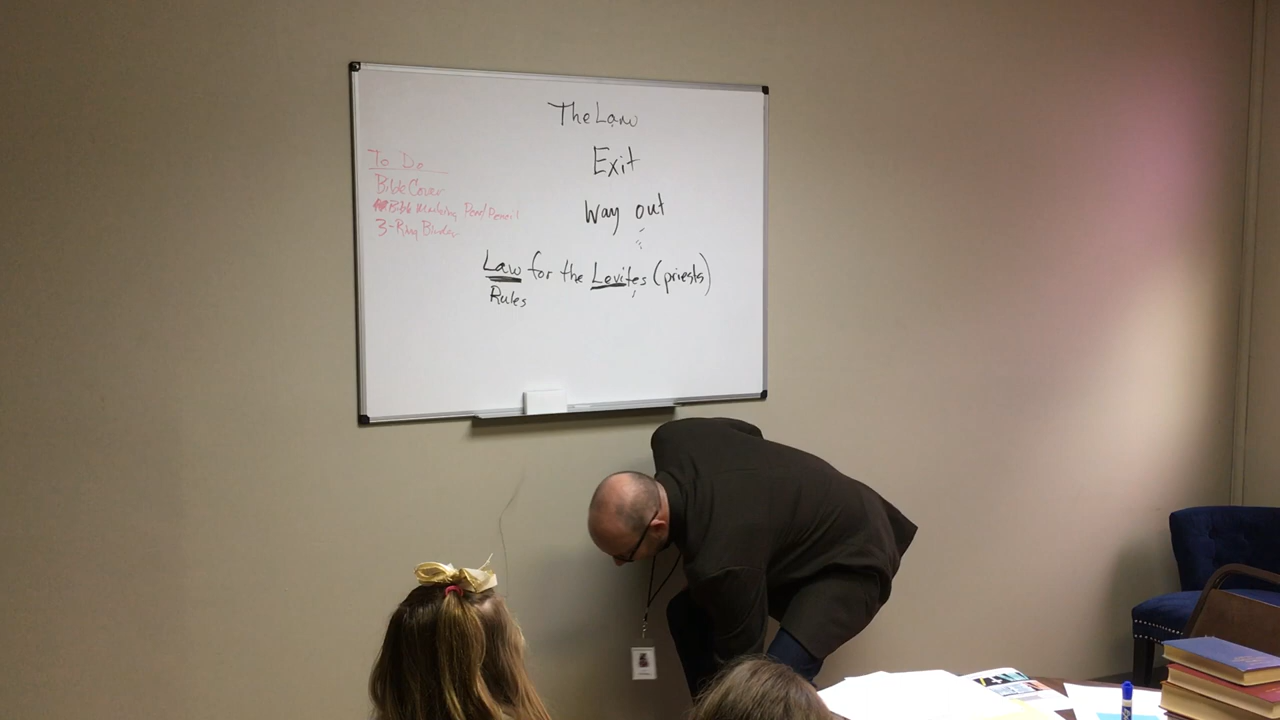 The Law
Exit
Way out
Law for the Levites (priests)
Rules
To Do
Bible Cover
Bible Marking Pen/Pencil
3-Ring Binder